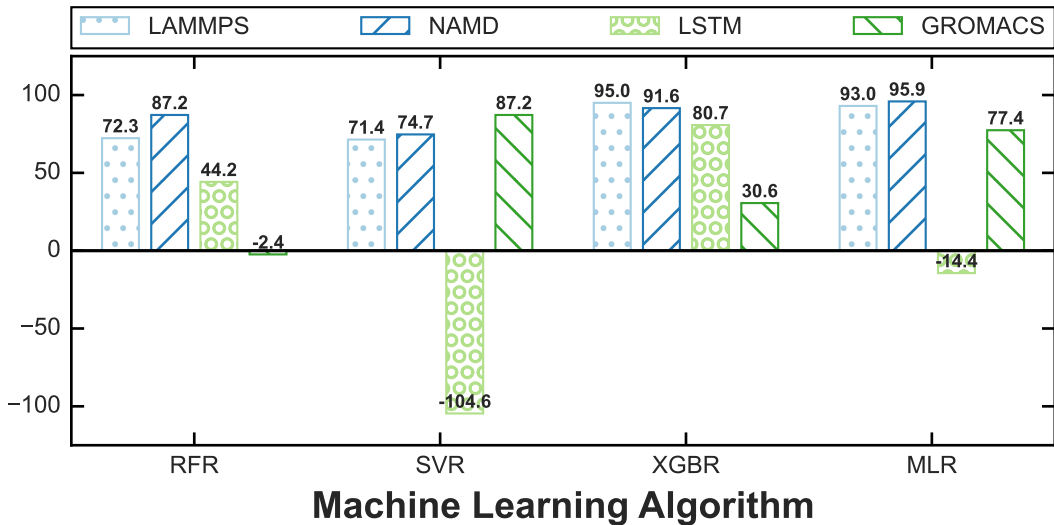 LAMMPS NAMD LSTM GROMACS
100
50
0
−50
−100
72.3 87.2 44.2 -2.4
71.4 74.7 -104.6 87.2
95.0 91.6 80.7 30.6
93.0 95.9 -14.4 77.4
RFR SVR XGBR MLR
Machine Learning Algorithm